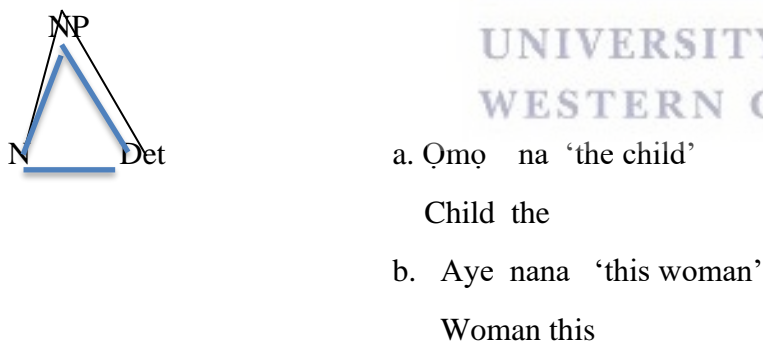 NP
UNIVERSITY
WESTERN
N Det
a. Ọmọ na ‘the child’
Child the
b. Aye nana ‘this woman’
Woman this